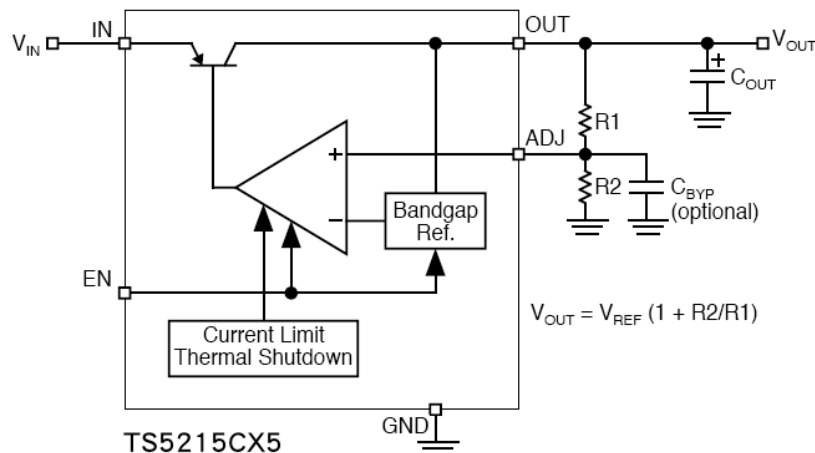 IN
OUT
V_IN
V_OUT
+
C_OUT
R1
ADJ
+
R2
C_BYP
(optional)
−
Bandgap
Ref.
EN
V_OUT = V_REF (1 + R2/R1)
Current Limit
Thermal Shutdown
GND
TS5215CX5